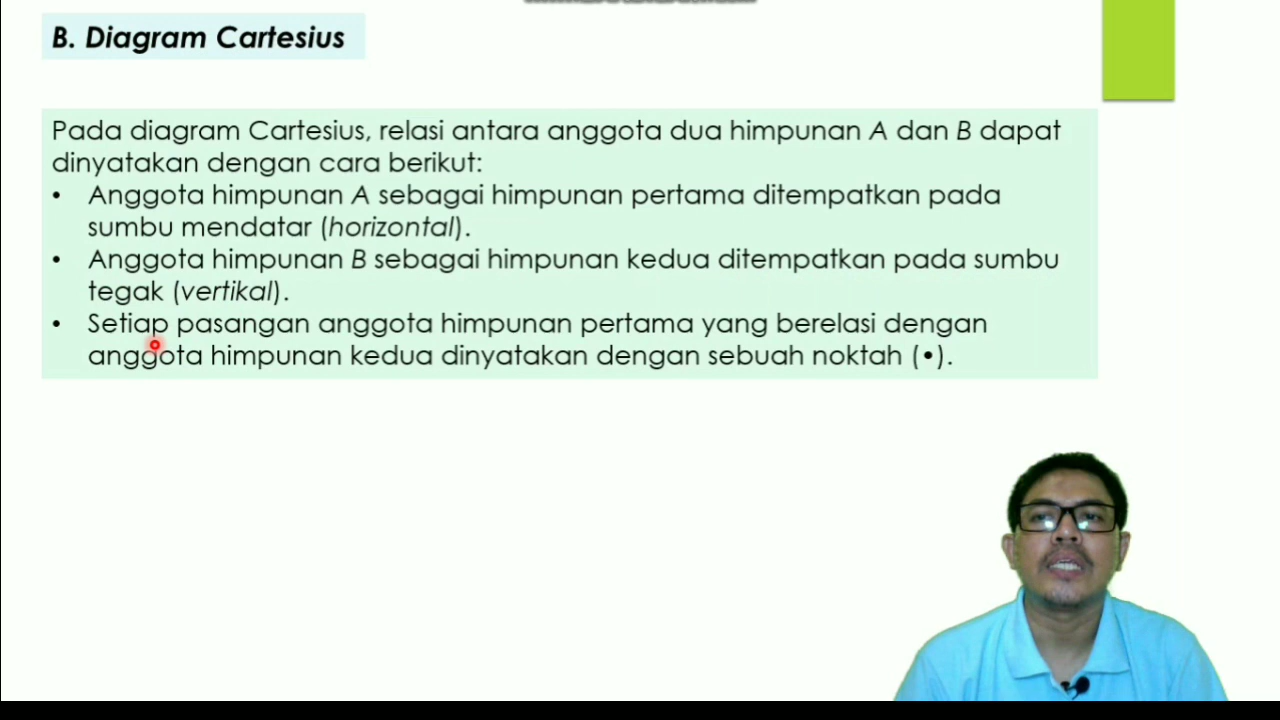 B. Diagram Cartesius
Pada diagram Cartesius, relasi antara anggota dua himpunan A dan B dapat
dinyatakan dengan cara berikut:
• Anggota himpunan A sebagai himpunan pertama ditempatkan pada
sumbu mendatar (horizontal).
• Anggota himpunan B sebagai himpunan kedua ditempatkan pada sumbu
tegak (vertikal).
• Setiap pasangan anggota himpunan pertama yang berelasi dengan
anggota himpunan kedua dinyatakan dengan sebuah noktah (•).